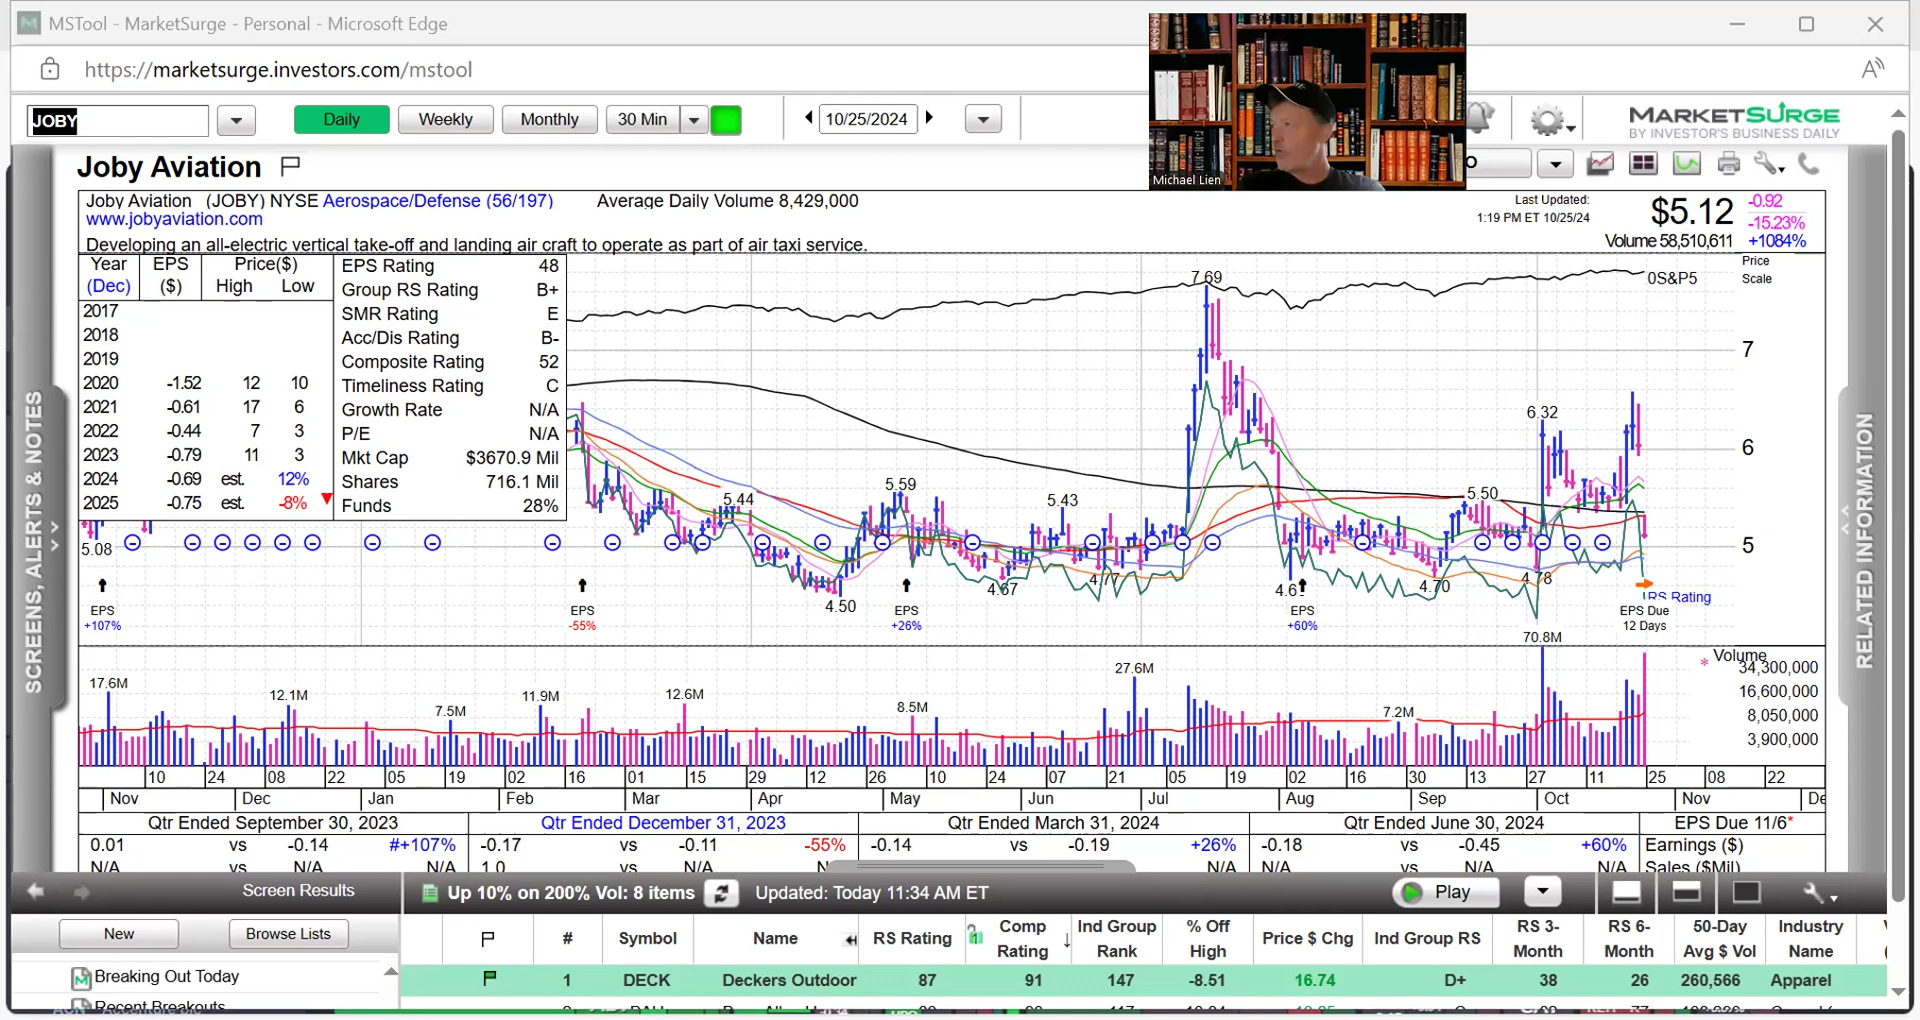 MSTool - MarketSurge - Personal - Microsoft Edge
https://marketsurge.investors.com/mstool
JOBY
Daily
Weekly
Monthly
30 Min
10/25/2024
MARKETSURGE
BY INVESTOR'S BUSINESS DAILY
Michael Lien
Joby Aviation
Joby Aviation (JOBY) NYSE Aerospace/Defense (56/197) Average Daily Volume 8,429,000
www.jobyaviation.com
Developing an all-electric vertical take-off and landing air craft to operate as part of air taxi service.
Last Updated:
1:19 PM ET 10/25/24
$5.12
-0.92
-15.23%
Volume 58,510,611 +1084%
Year EPS Price($)
(Dec) ($) High Low
2017
2018
2019
2020 -1.52 12 10
2021 -0.61 17 6
2022 -0.44 7 3
2023 -0.79 11 3
2024 -0.69 est. 12%
2025 -0.75 est. -8%
EPS Rating 48
Group RS Rating B+
SMR Rating E
Acc/Dis Rating B-
Composite Rating 52
Timeliness Rating C
Growth Rate N/A
P/E N/A
Mkt Cap $3670.9 Mil
Shares 716.1 Mil
Funds 28%
Price
Scale
0S&P5
7
6
5
7.69
6.32
5.59
5.44
5.43
5.50
5.08
4.50
4.67
4.77
4.70
4.78
RS Rating
EPS
+107%
EPS
-55%
EPS
+26%
EPS
+60%
EPS Due
12 Days
70.8M
Volume
34,300,000
16,600,000
8,050,000
3,900,000
17.6M
12.1M
7.5M
11.9M
12.6M
8.5M
27.6M
7.2M
10 24 08 22 05 19 02 16 01 15 29 12 26 10 24 07 21 05 19 02 16 30 13 27 11 25 08 22
Nov Dec Jan Feb Mar Apr May Jun Jul Aug Sep Oct Nov De
Qtr Ended September 30, 2023 Qtr Ended December 31, 2023 Qtr Ended March 31, 2024 Qtr Ended June 30, 2024 EPS Due 11/6*
0.01 vs -0.14 #+107% -0.17 vs -0.11 -55% -0.14 vs -0.19 +26% -0.18 vs -0.45 +60% Earnings ($)
N/A vs N/A N/A 1.0 vs N/A N/A N/A vs N/A N/A Sales ($Mil)
SCREENS, ALERTS & NOTES
RELATED INFORMATION
Screen Results
Up 10% on 200% Vol: 8 items
Updated: Today 11:34 AM ET
Play
New
Browse Lists
Breaking Out Today
Recent Breakouts
# Symbol Name RS Rating Comp Rating Ind Group Rank % Off High Price $ Chg Ind Group RS RS 3-Month RS 6-Month 50-Day Avg $ Vol Industry Name
1 DECK Deckers Outdoor 87 91 147 -8.51 16.74 D+ 38 26 260,566 Apparel